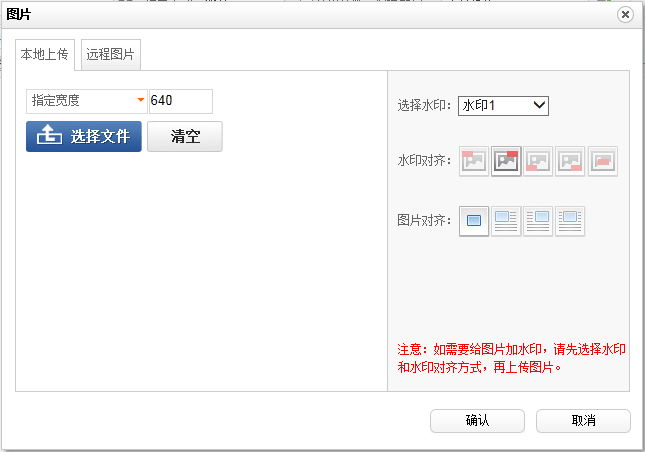 图片
本地上传
远程图片
指定宽度
640
选择文件
清空
选择水印:
水印1
水印对齐:
图片对齐:
注意：如需要给图片加水印，请先选择水印
和水印对齐方式，再上传图片。
确认
取消